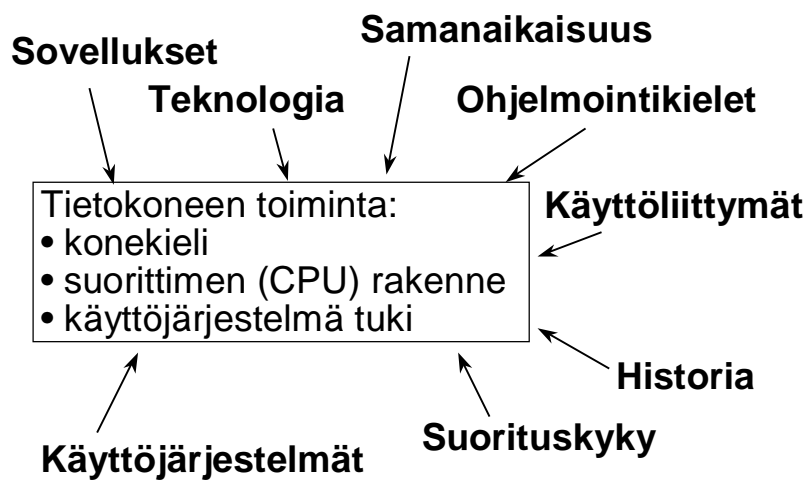 Samanaikaisuus
Sovellukset
Teknologia
Ohjelmointikielet
Tietokoneen toiminta:
• konekieli
• suorittimen (CPU) rakenne
• käyttöjärjestelmä tuki
Käyttöliittymät
Historia
Suorituskyky
Käyttöjärjestelmät